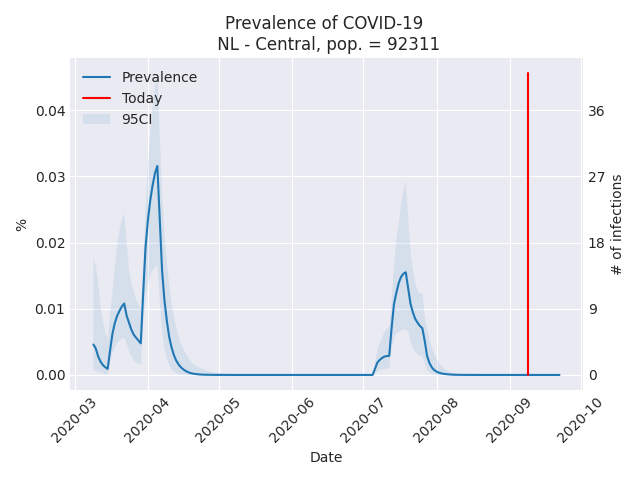 Prevalence of COVID-19
NL - Central, pop. = 92311
Prevalence
Today
95CI
0.04
0.03
0.02
0.01
0.00
%
36
27
18
9
0
# of infections
2020-03
2020-04
2020-05
2020-06
2020-07
2020-08
2020-09
2020-10
Date